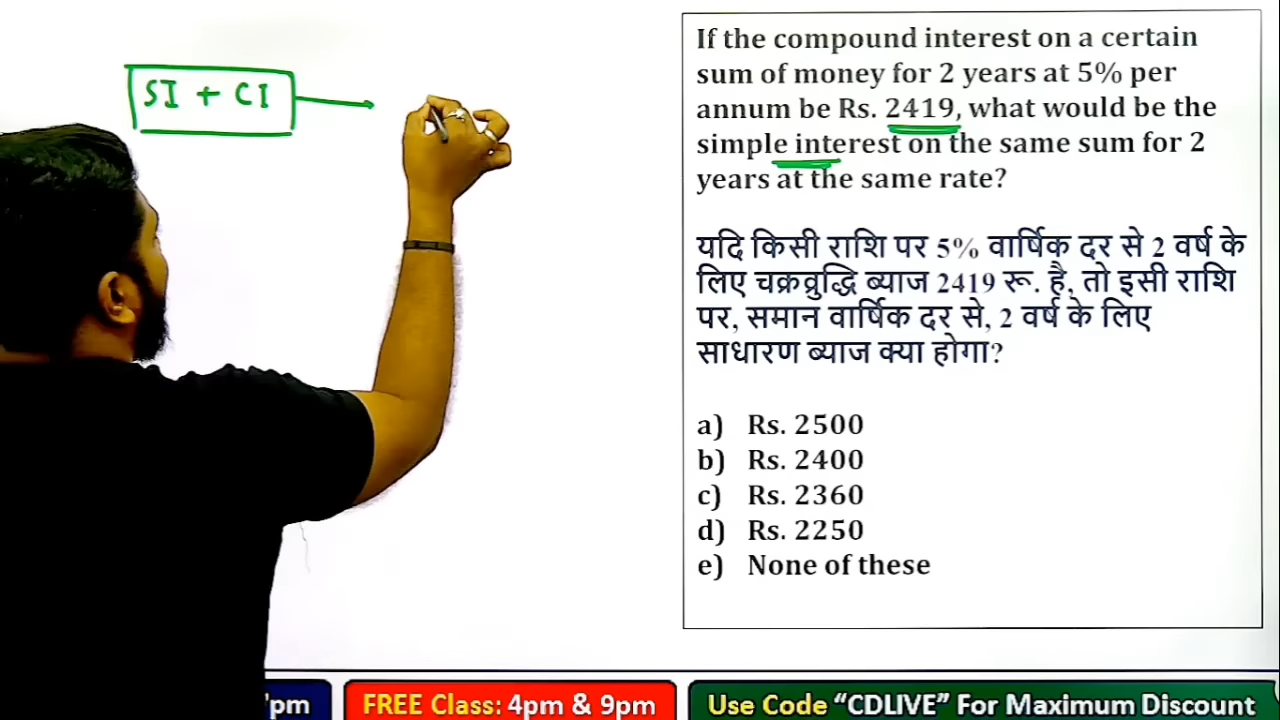 SI + CI
If the compound interest on a certain
sum of money for 2 years at 5% per
annum be Rs. 2419, what would be the
simple interest on the same sum for 2
years at the same rate?
यदि किसी राशि पर 5% वार्षिक दर से 2 वर्ष के
लिए चक्रव्रुद्धि ब्याज 2419 रू. है, तो इसी राशि
पर, समान वार्षिक दर से, 2 वर्ष के लिए
साधारण ब्याज क्या होगा?
a) Rs. 2500
b) Rs. 2400
c) Rs. 2360
d) Rs. 2250
e) None of these
pm
FREE Class: 4pm & 9pm
Use Code “CDLIVE” For Maximum Discount